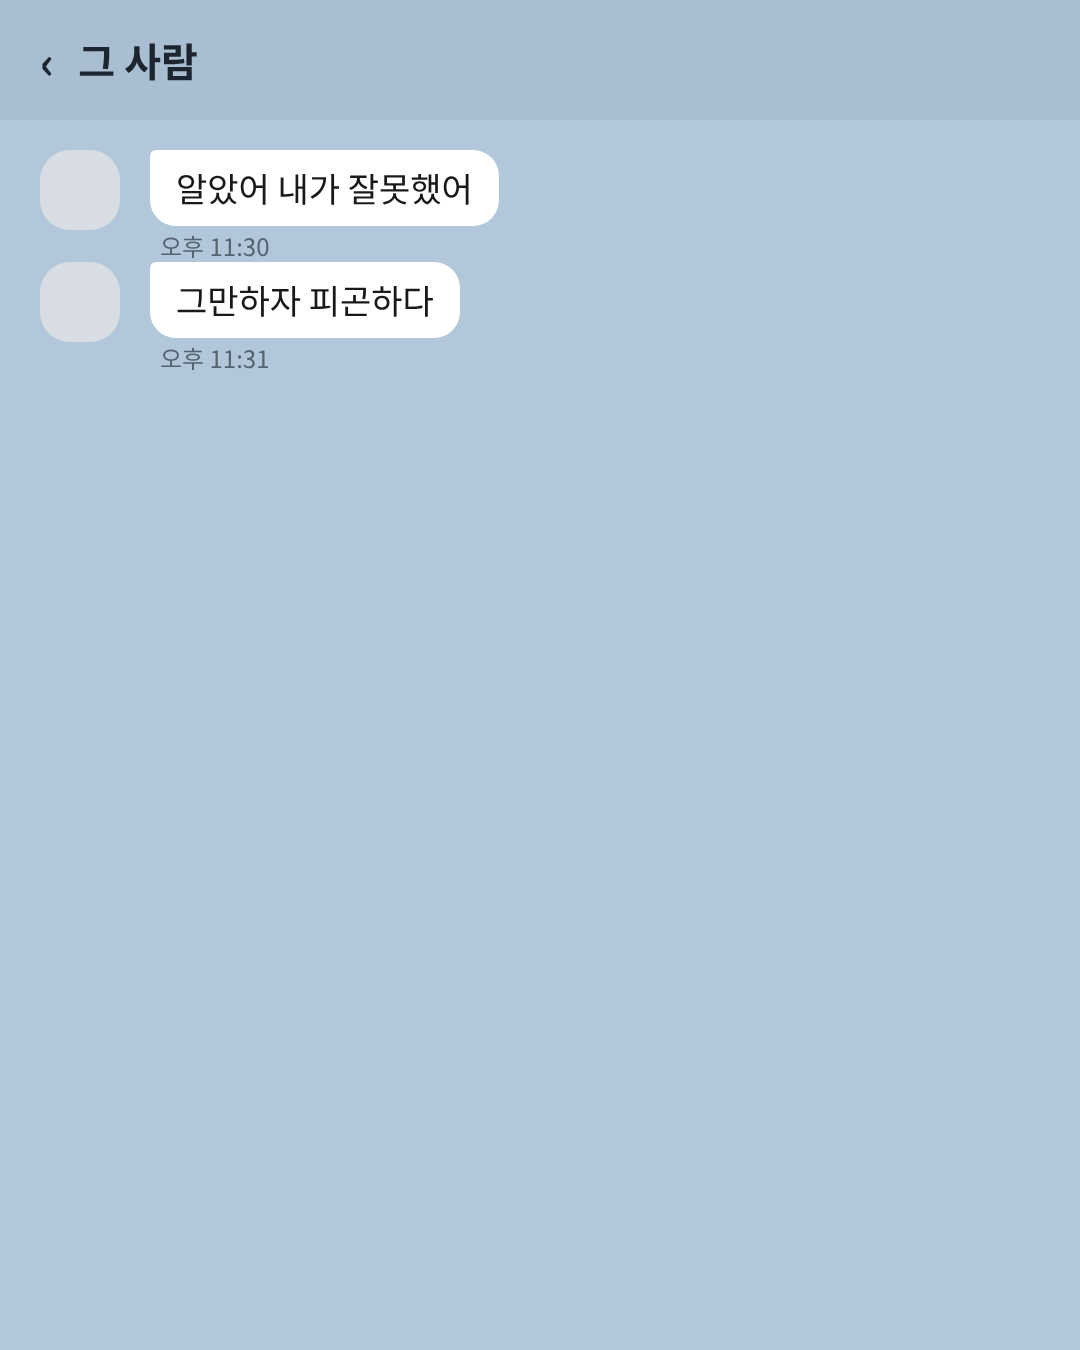 ‹ 그 사람
알았어 내가 잘못했어
오후 11:30
그만하자 피곤하다
오후 11:31